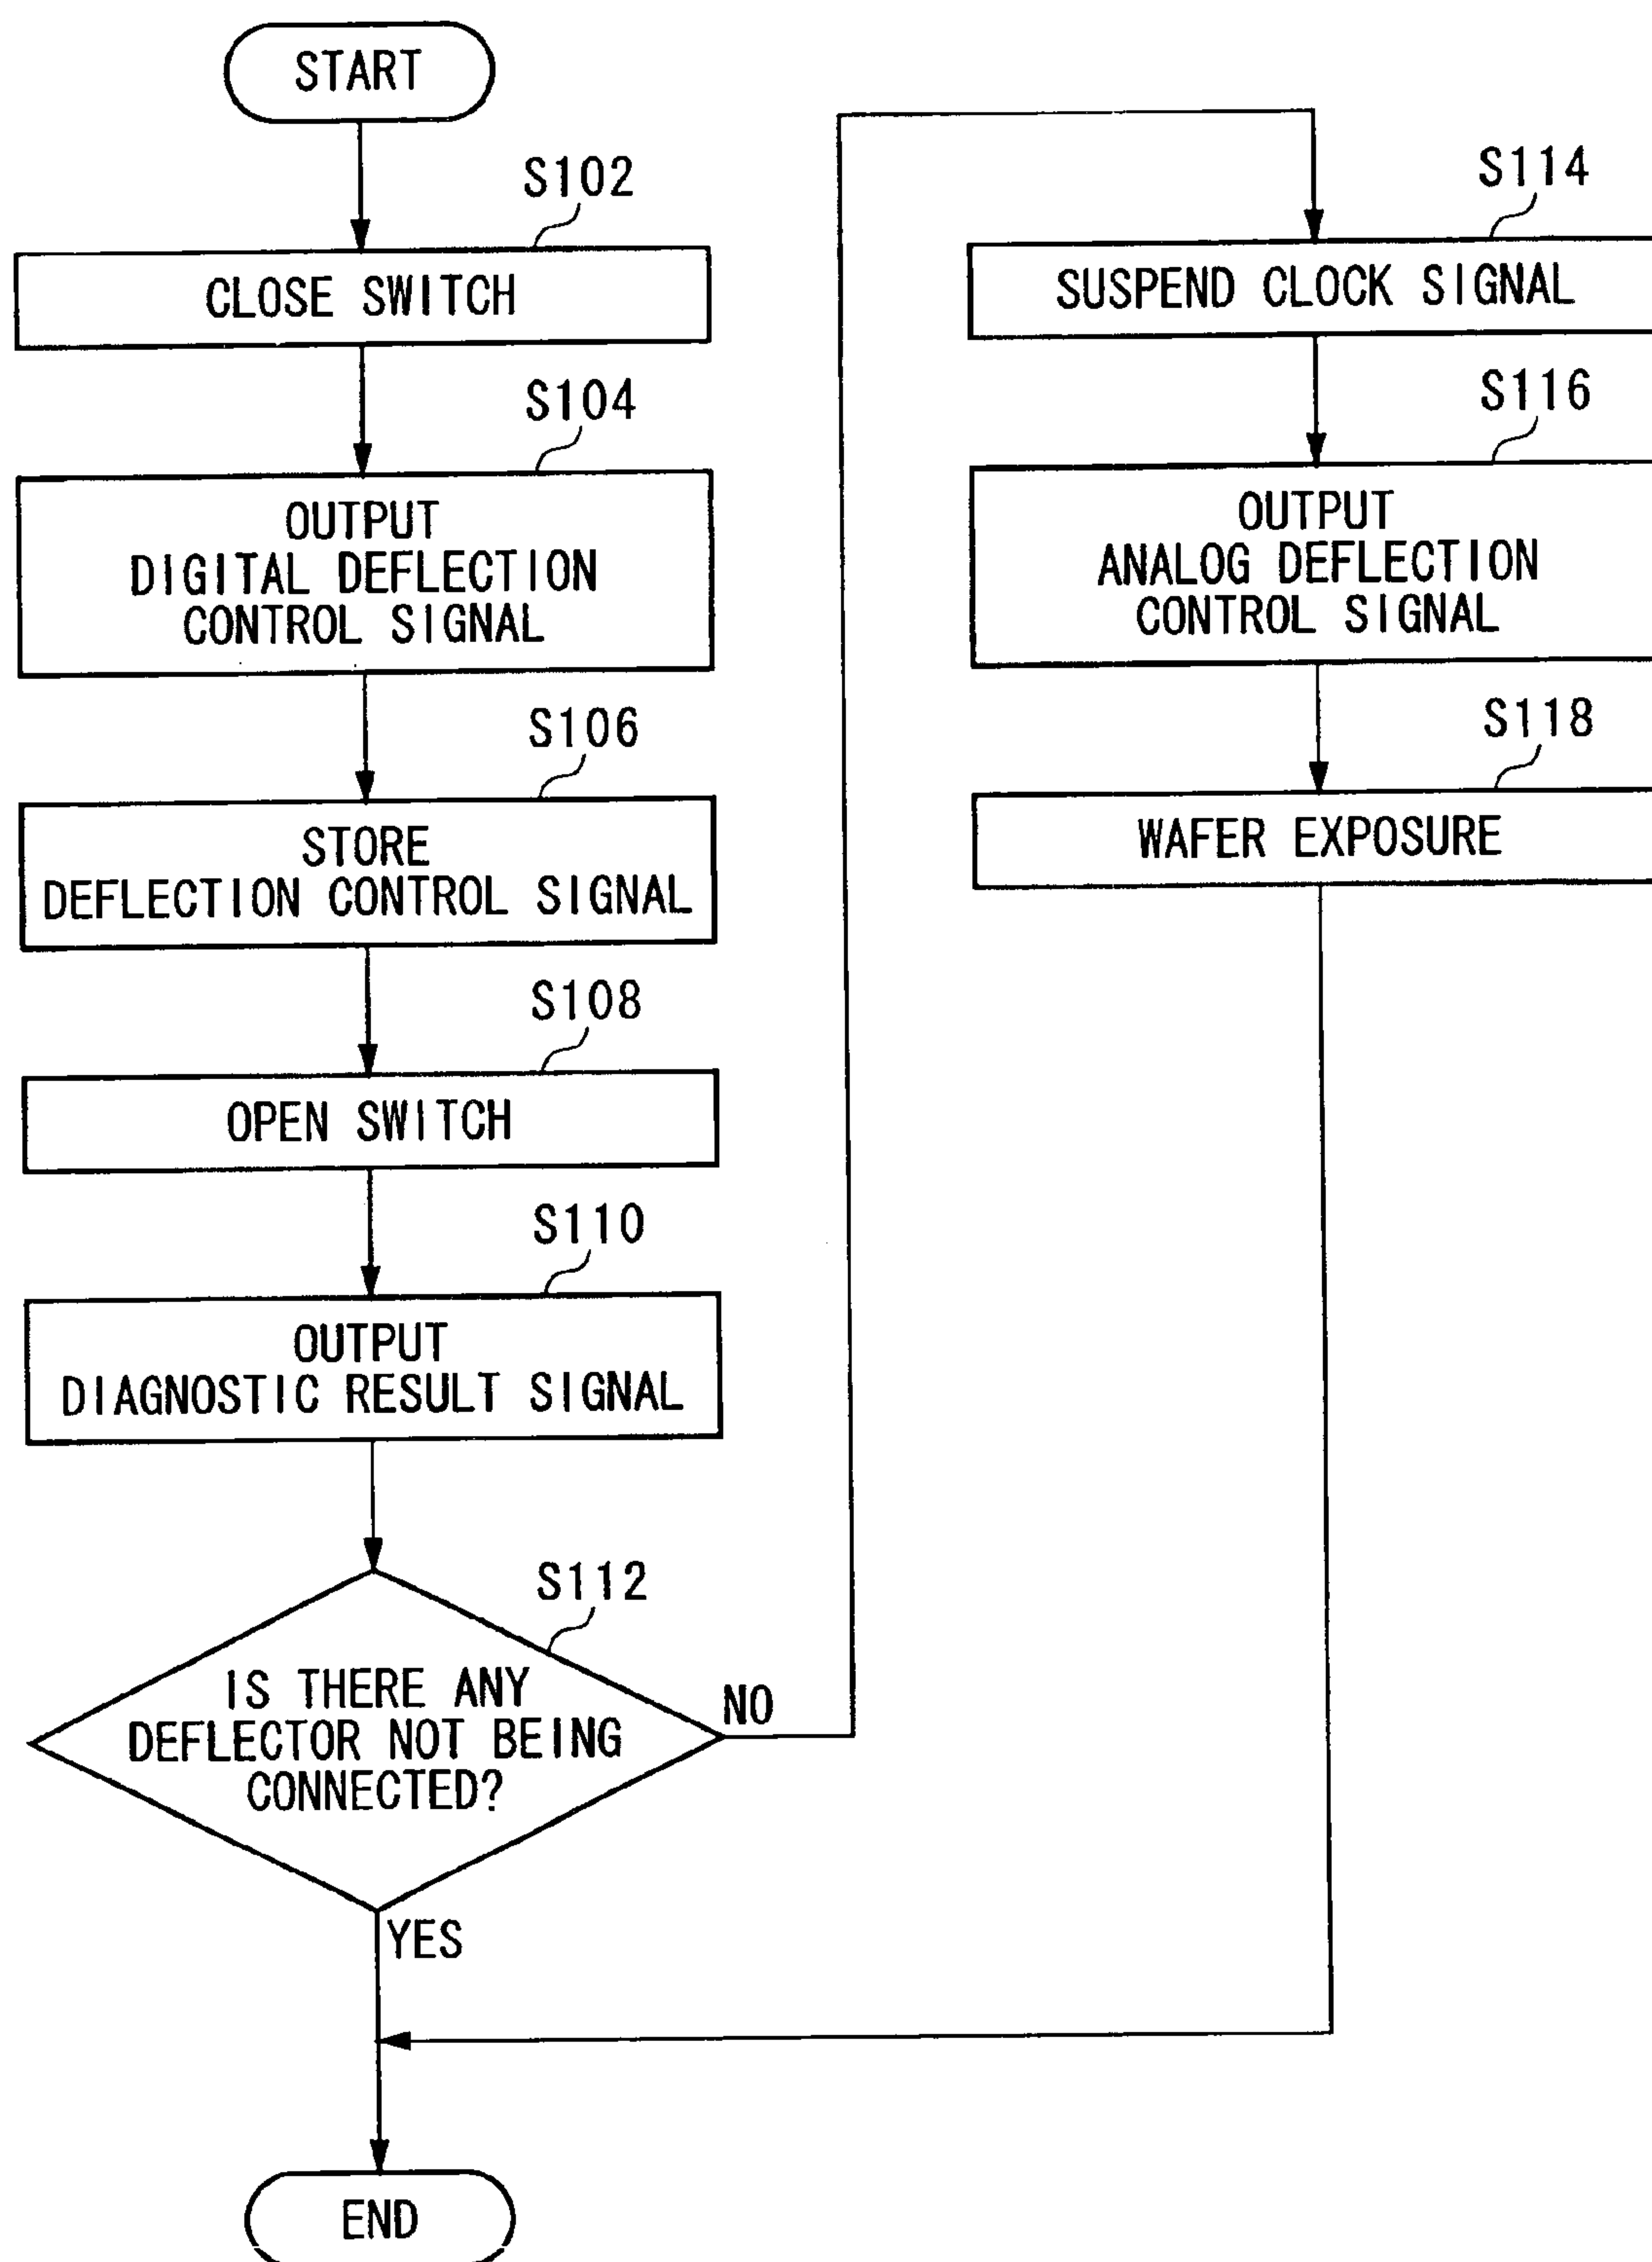 START
S102
CLOSE SWITCH
S104
OUTPUT
DIGITAL DEFLECTION
CONTROL SIGNAL
S106
STORE
DEFLECTION CONTROL SIGNAL
S108
OPEN SWITCH
S110
OUTPUT
DIAGNOSTIC RESULT SIGNAL
S112
IS THERE ANY
DEFLECTOR NOT BEING
CONNECTED?
NO
YES
S114
SUSPEND CLOCK SIGNAL
S116
OUTPUT
ANALOG DEFLECTION
CONTROL SIGNAL
S118
WAFER EXPOSURE
END